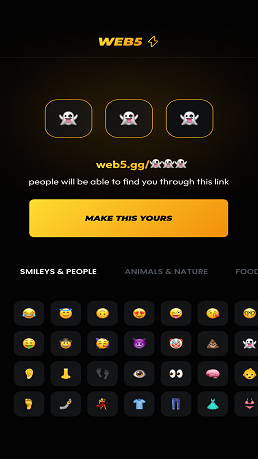 WEB5
web5.gg/👻👻👻
people will be able to find you through this link
MAKE THIS YOURS
SMILEYS & PEOPLE ANIMALS & NATURE FOOD